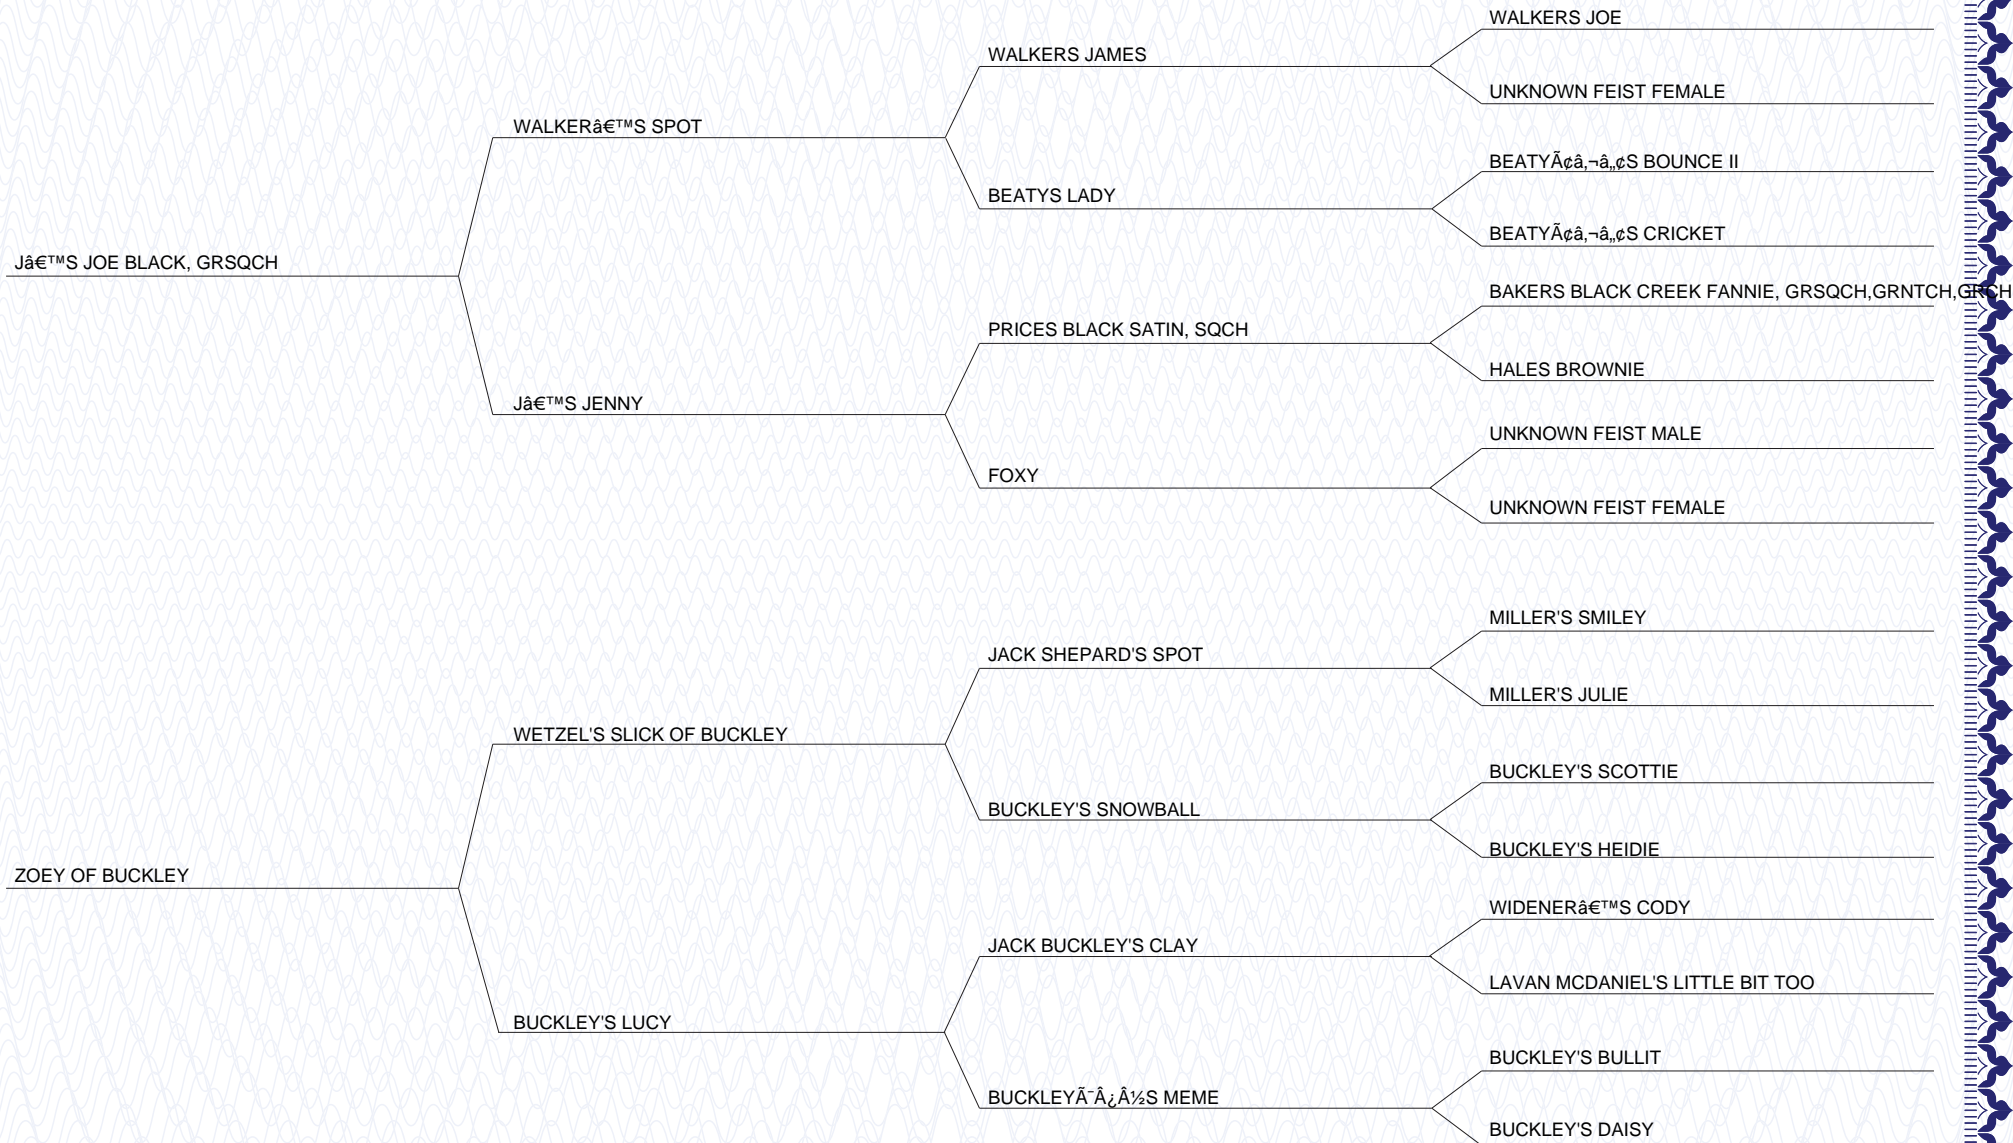 WALKERS JOE
WALKERS JAMES
UNKNOWN FEIST FEMALE
WALKERâ€™S SPOT
BEATYÃ¢â‚¬â„¢S BOUNCE II
BEATYS LADY
BEATYÃ¢â‚¬â„¢S CRICKET
Jâ€™S JOE BLACK, GRSQCH
BAKERS BLACK CREEK FANNIE, GRSQCH,GRNTCH,GRCH
PRICES BLACK SATIN, SQCH
HALES BROWNIE
Jâ€™S JENNY
UNKNOWN FEIST MALE
FOXY
UNKNOWN FEIST FEMALE
MILLER'S SMILEY
JACK SHEPARD'S SPOT
MILLER'S JULIE
WETZEL'S SLICK OF BUCKLEY
BUCKLEY'S SCOTTIE
BUCKLEY'S SNOWBALL
BUCKLEY'S HEIDIE
ZOEY OF BUCKLEY
WIDENERâ€™S CODY
JACK BUCKLEY'S CLAY
LAVAN MCDANIEL'S LITTLE BIT TOO
BUCKLEY'S LUCY
BUCKLEY'S BULLIT
BUCKLEYÃ¯Â¿Â½S MEME
BUCKLEY'S DAISY